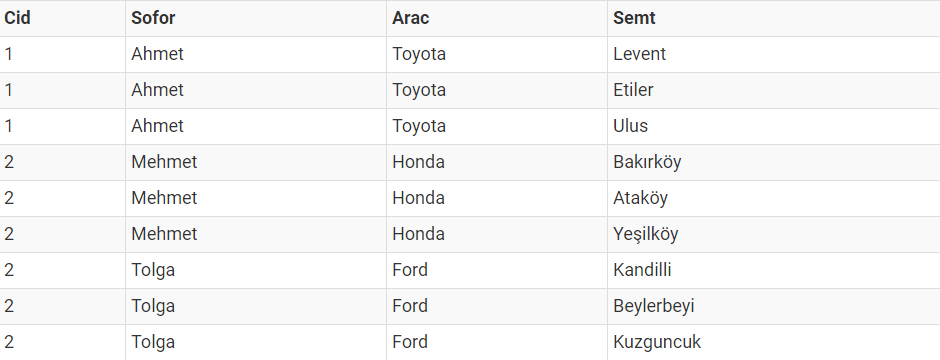 Cid Sofor Arac Semt
1 Ahmet Toyota Levent
1 Ahmet Toyota Etiler
1 Ahmet Toyota Ulus
2 Mehmet Honda Bakırköy
2 Mehmet Honda Ataköy
2 Mehmet Honda Yeşilköy
2 Tolga Ford Kandilli
2 Tolga Ford Beylerbeyi
2 Tolga Ford Kuzguncuk